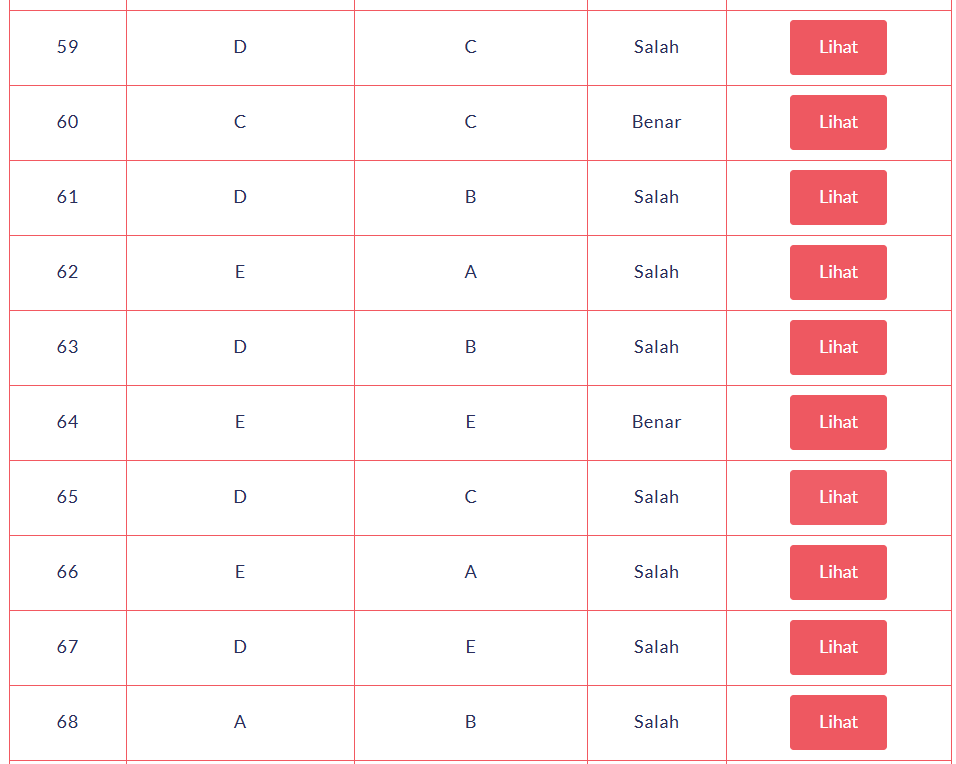 59 D C Salah Lihat
60 C C Benar Lihat
61 D B Salah Lihat
62 E A Salah Lihat
63 D B Salah Lihat
64 E E Benar Lihat
65 D C Salah Lihat
66 E A Salah Lihat
67 D E Salah Lihat
68 A B Salah Lihat